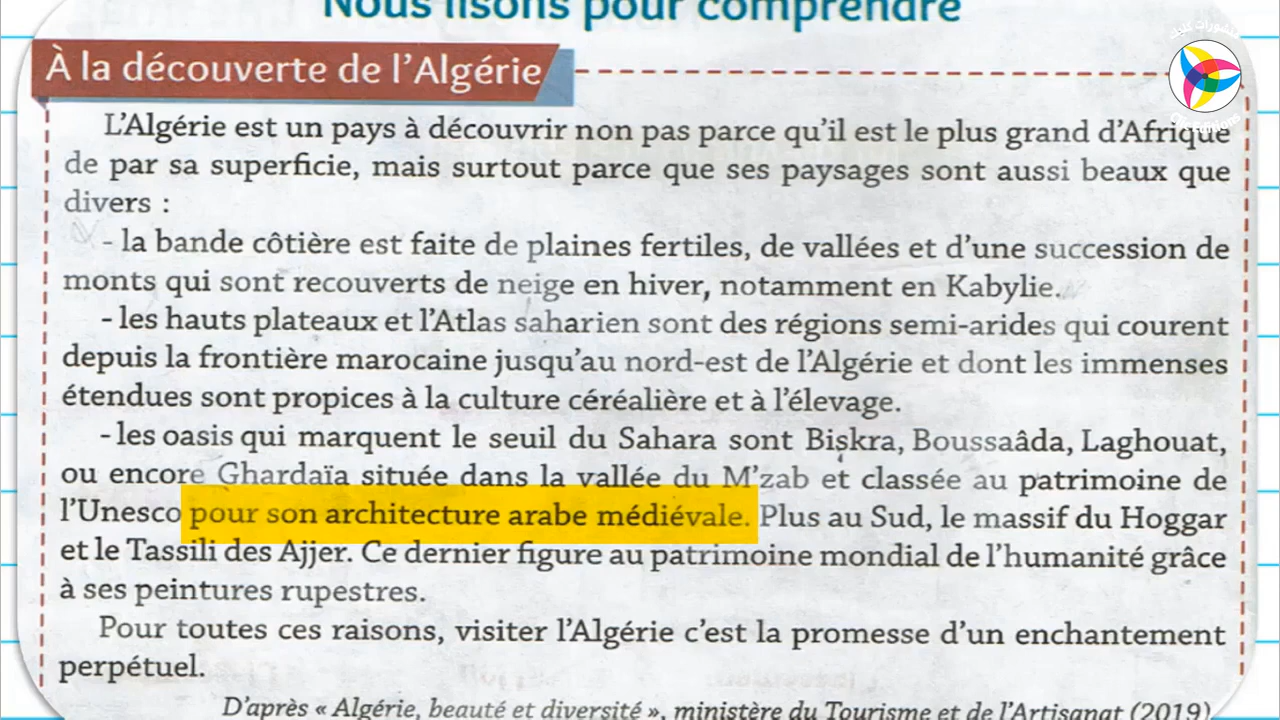 Nous lisons pour comprendre
À la découverte de l'Algérie
L'Algérie est un pays à découvrir non pas parce qu'il est le plus grand d'Afrique
de par sa superficie, mais surtout parce que ses paysages sont aussi beaux que
divers :
- la bande côtière est faite de plaines fertiles, de vallées et d'une succession de
monts qui sont recouverts de neige en hiver, notamment en Kabylie.
- les hauts plateaux et l'Atlas saharien sont des régions semi-arides qui courent
depuis la frontière marocaine jusqu'au nord-est de l'Algérie et dont les immenses
étendues sont propices à la culture céréalière et à l'élevage.
- les oasis qui marquent le seuil du Sahara sont Biskra, Boussaâda, Laghouat,
ou encore Ghardaïa située dans la vallée du M'zab et classée au patrimoine de
l'Unesco pour son architecture arabe médiévale. Plus au Sud, le massif du Hoggar
et le Tassili des Ajjer. Ce dernier figure au patrimoine mondial de l'humanité grâce
à ses peintures rupestres.
Pour toutes ces raisons, visiter l'Algérie c'est la promesse d'un enchantement
perpétuel.
D'après « Algérie, beauté et diversité », ministère du Tourisme et de l'Artisanat (2019)
منشورات كليك
Clic Editions